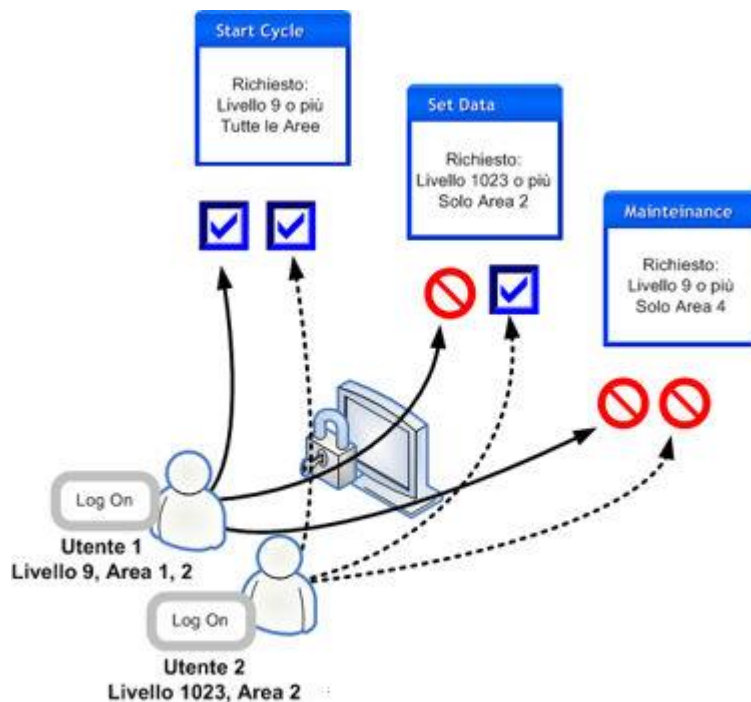 Start Cycle
Richiesto:
Livello 9 o più
Tutte le Aree
Set Data
Richiesto:
Livello 1023 o più
Solo Area 2
Mainteinance
Richiesto:
Livello 9 o più
Solo Area 4
Log On
Utente 1
Livello 9, Area 1, 2
Log On
Utente 2
Livello 1023, Area 2